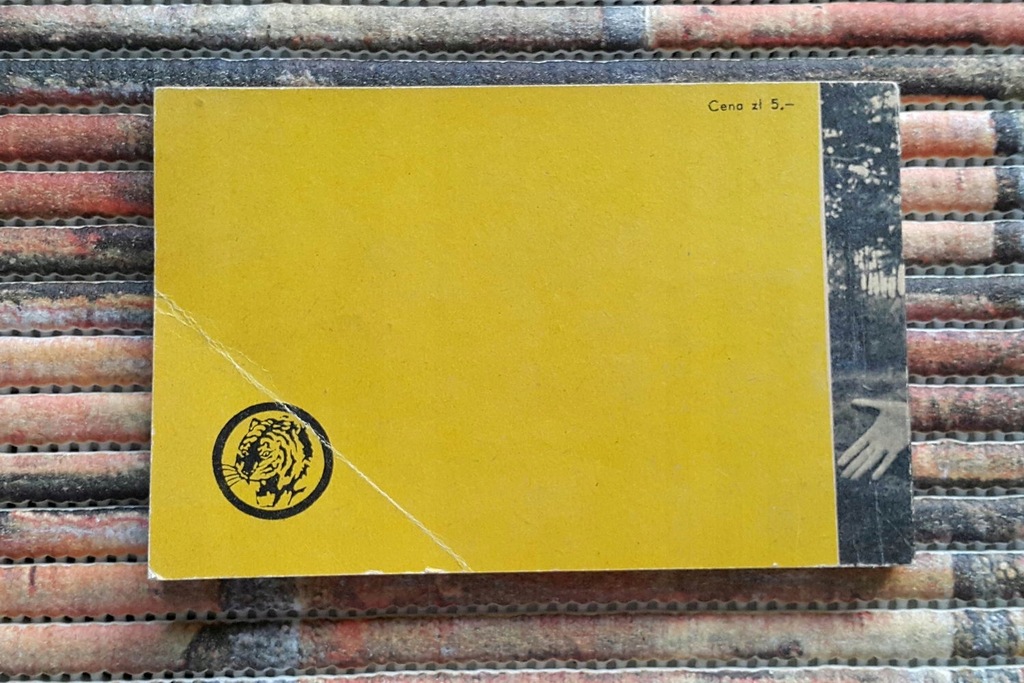 Cena zł 5.—